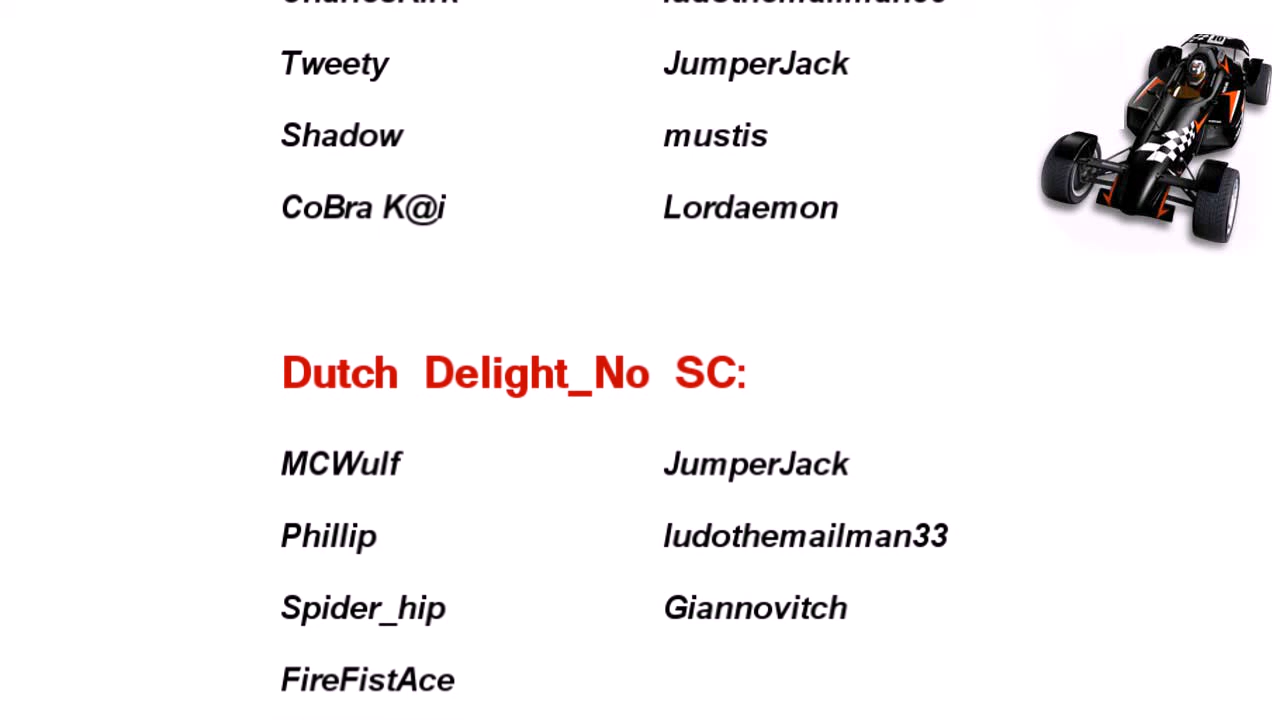 Tweety JumperJack
Shadow mustis
CoBra K@i Lordaemon
Dutch Delight_No SC:
MCWulf JumperJack
Phillip ludothemailman33
Spider_hip Giannovitch
FireFistAce